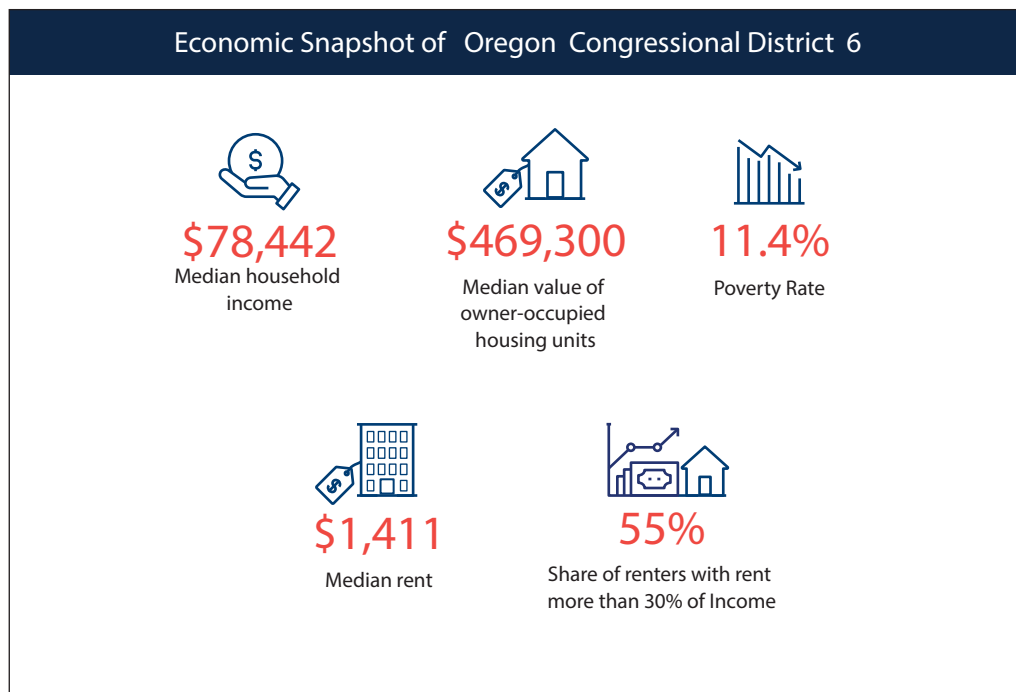 Economic Snapshot of Oregon Congressional District 6
$
$
$78,442
Median household
income
$469,300
Median value of
owner-occupied
housing units
11.4%
Poverty Rate
$
$1,411
Median rent
55%
Share of renters with rent
more than 30% of Income